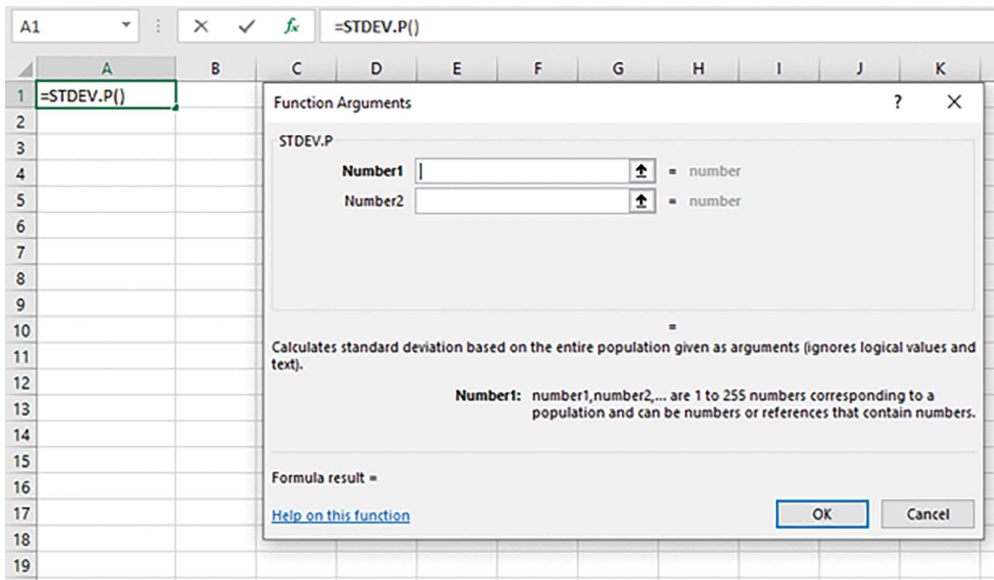 A1 =STDEV.P()
A B C D E F G H I J K
1 =STDEV.P()
Function Arguments ? X
2
3 STDEV.P
4 Number1 = number
5 Number2 = number
6
7
8
9
10 =
11 Calculates standard deviation based on the entire population given as arguments (ignores logical values and
text).
12
13 Number1: number1,number2,... are 1 to 255 numbers corresponding to a
population and can be numbers or references that contain numbers.
14
15
16 Formula result =
17 Help on this function OK Cancel
18
19